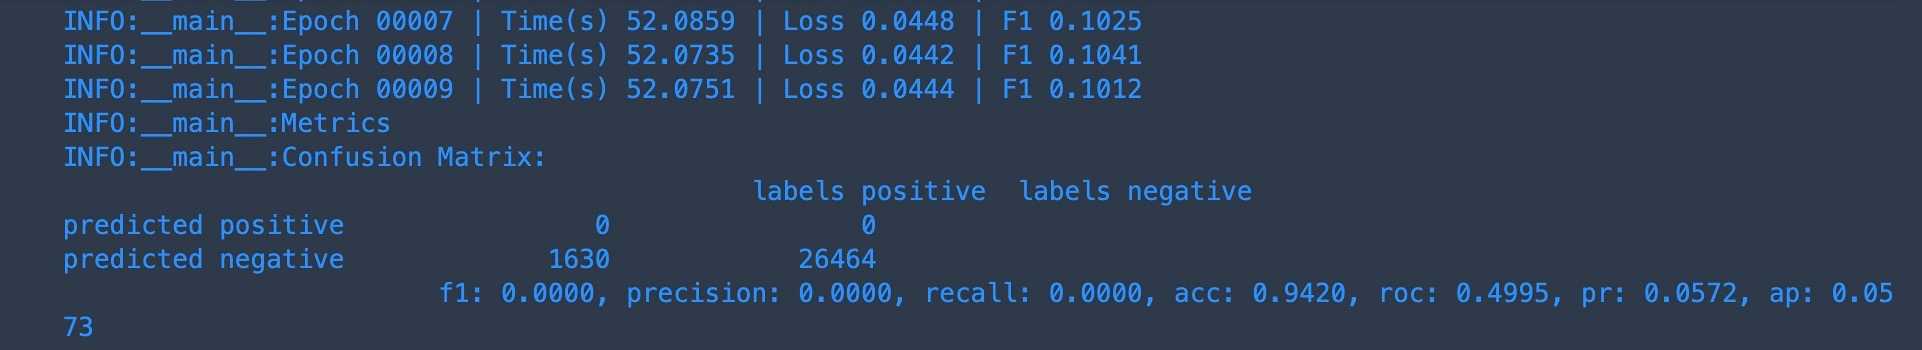 INFO:__main__:Epoch 00007 | Time(s) 52.0859 | Loss 0.0448 | F1 0.1025
INFO:__main__:Epoch 00008 | Time(s) 52.0735 | Loss 0.0442 | F1 0.1041
INFO:__main__:Epoch 00009 | Time(s) 52.0751 | Loss 0.0444 | F1 0.1012
INFO:__main__:Metrics
INFO:__main__:Confusion Matrix:
labels positive  labels negative
predicted positive                0                0
predicted negative             1630            26464
f1: 0.0000, precision: 0.0000, recall: 0.0000, acc: 0.9420, roc: 0.4995, pr: 0.0572, ap: 0.05
73